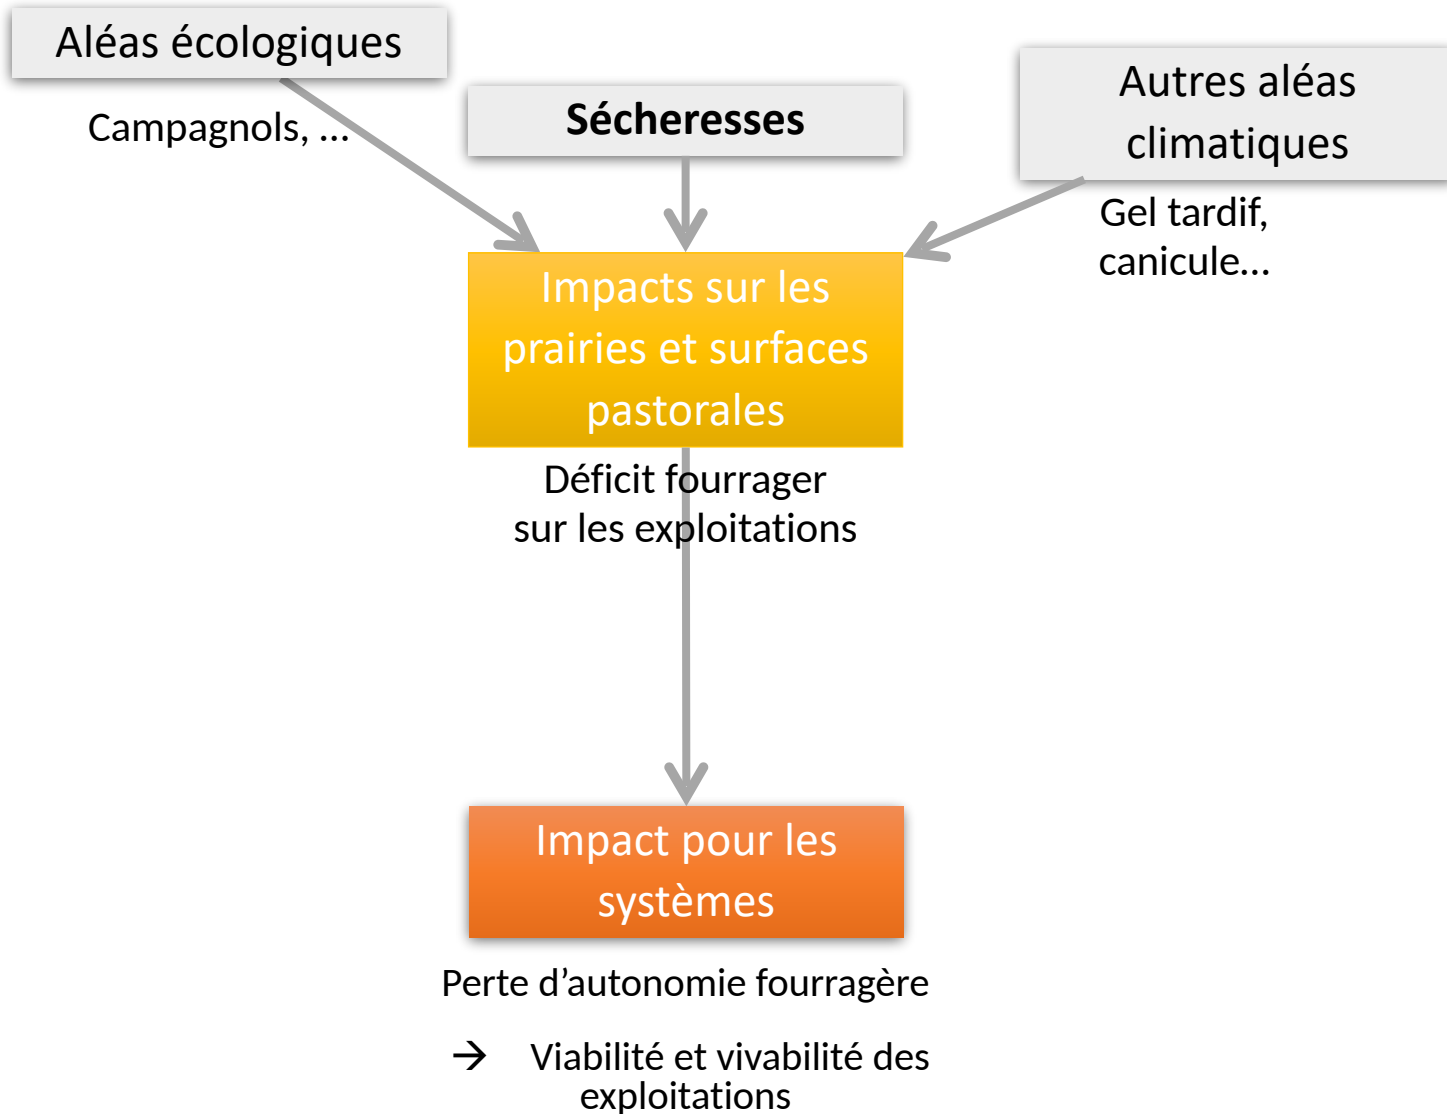 Aléas écologiques
Campagnols, ...
Sécheresses
Autres aléas
climatiques
Gel tardif,
canicule...
Impacts sur les
prairies et surfaces
pastorales
Déficit fourrager
sur les exploitations
Impact pour les
systèmes
Perte d’autonomie fourragère
→ Viabilité et vivabilité des
exploitations